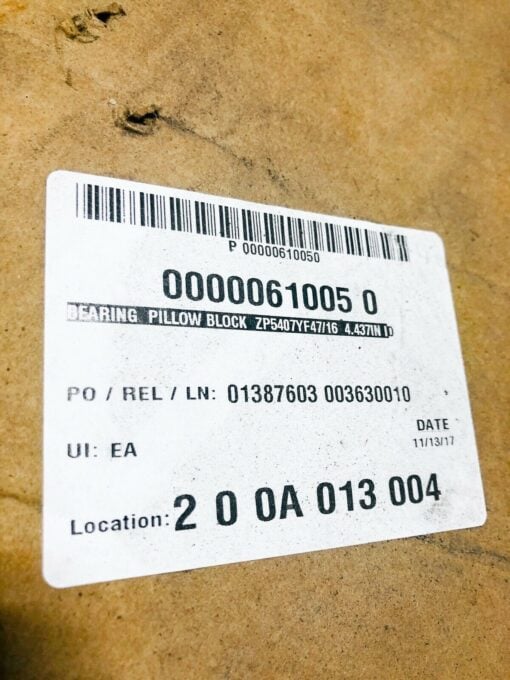 P 00000610050
0000061005 0
BEARING PILLOW BLOCK ZP5407YF47/16 4.437IN ID
PO / REL / LN: 01387603 003630010
DATE
11/13/17
UI: EA
Location: 2 0 0A 013 004